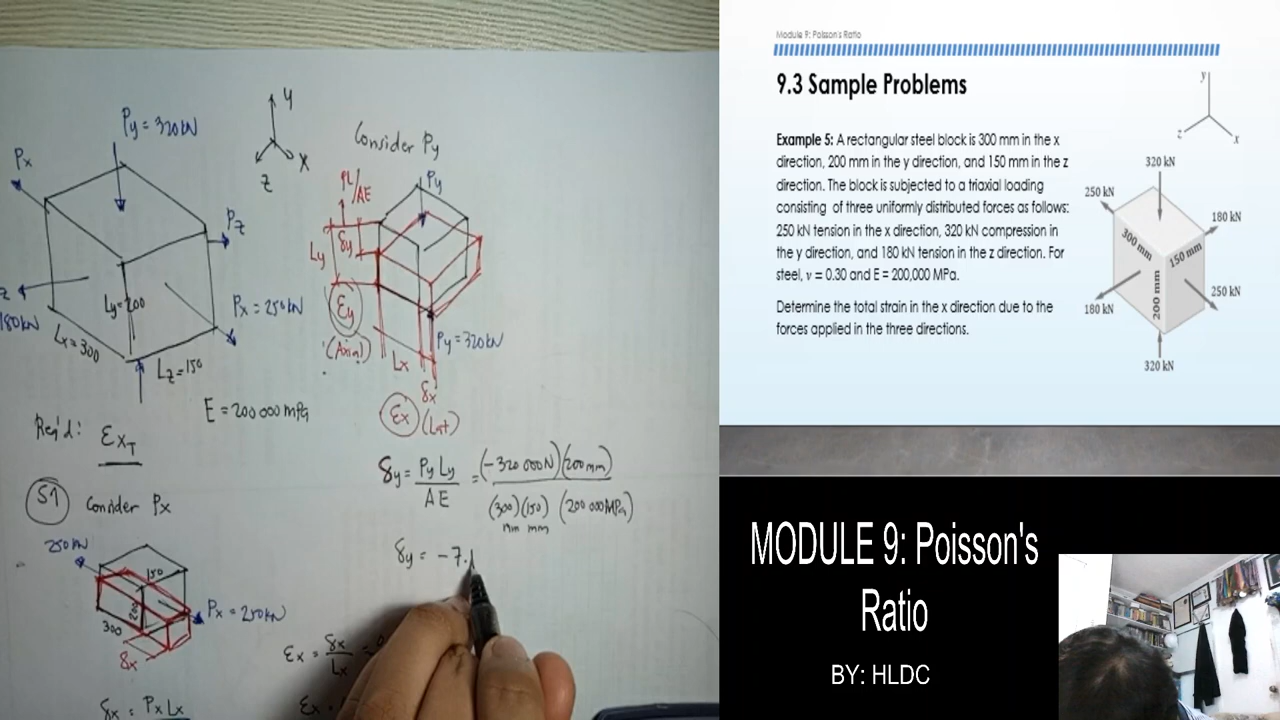 Py = 320kN
Px
Pz
Px = 250kN
180kN
Ly=200
Lx=300
Lz=150
y
x
z
E = 200 000 MPa
Req'd: εxT
S1 Consider Px
250kN
150
300
Px = 250kN
δx
δx = Px Lx
εx = δx / Lx =
εx
Consider Py
PL/AE
Py
Ly
δy
εy
(Axial)
Lx
δx
Py = 320kN
εx (Lat)
δy = Py Ly / AE = (-320 000N)(200mm) / (300)(150)(200 000MPa)
mm mm
δy = -7.1
Module 9: Poisson's Ratio
9.3 Sample Problems
Example 5: A rectangular steel block is 300 mm in the x
direction, 200 mm in the y direction, and 150 mm in the z
direction. The block is subjected to a triaxial loading
consisting of three uniformly distributed forces as follows:
250 kN tension in the x direction, 320 kN compression in
the y direction, and 180 kN tension in the z direction. For
steel, v = 0.30 and E = 200,000 MPa.
Determine the total strain in the x direction due to the
forces applied in the three directions.
y
z
x
320 kN
250 kN
180 kN
300 mm
150 mm
200 mm
250 kN
180 kN
320 kN
MODULE 9: Poisson's
Ratio
BY: HLDC